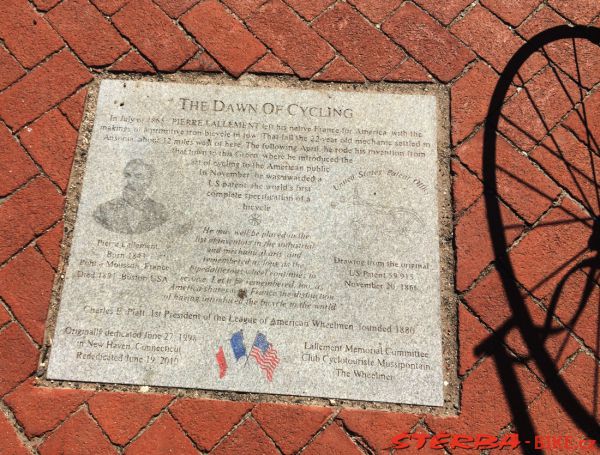 THE DAWN OF CYCLING
In July of 1865, PIERRE LALLEMENT left his native France for America with the
makings of a primitive iron bicycle in tow. That fall the 22-year old mechanic settled in
Ansonia, about 12 miles west of here. The following April, he rode his invention from
that town to this Green, where he introduced the
art of cycling to the American public
In November, he was awarded a
US patent, the world's first
complete specification of a
bicycle
He may well be placed on the
list of inventors in the industrial
and mechanical arts, and
remembered as long as the
expeditious wheel continues in
service. Let it be remembered, too, as
America shares with France the distinction
of having introduced the bicycle to the world
Charles E. Pratt, 1st President of the League of American Wheelmen, founded 1880
Pierre Lallement
Born 1843
Pont-à-Mousson, France
Died 1891, Boston, USA
United States Patent Office
Drawing from the original
US Patent 59,915
November 20, 1866
Originally dedicated June 27, 1998
in New Haven, Connecticut
Rededicated June 19, 2010
Lallement Memorial Committee
Club Cyclotouriste Mussipontain
The Wheelmen
STERBA-BIKE.cz